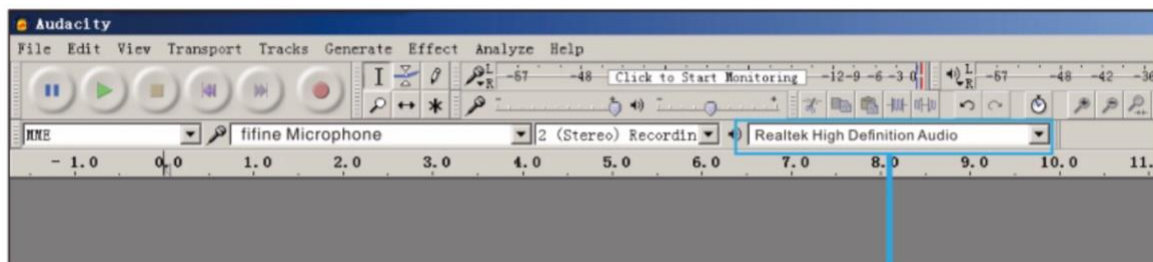 Audacity
File Edit View Transport Tracks Generate Effect Analyze Help
L R -67 -48 Click to Start Monitoring -12 -9 -6 -3 0 L R -67 -48 -42 -36
MME fifine Microphone 2 (Stereo) Recordin Realtek High Definition Audio
- 1.0 0.0 1.0 2.0 3.0 4.0 5.0 6.0 7.0 8.0 9.0 10.0 11.